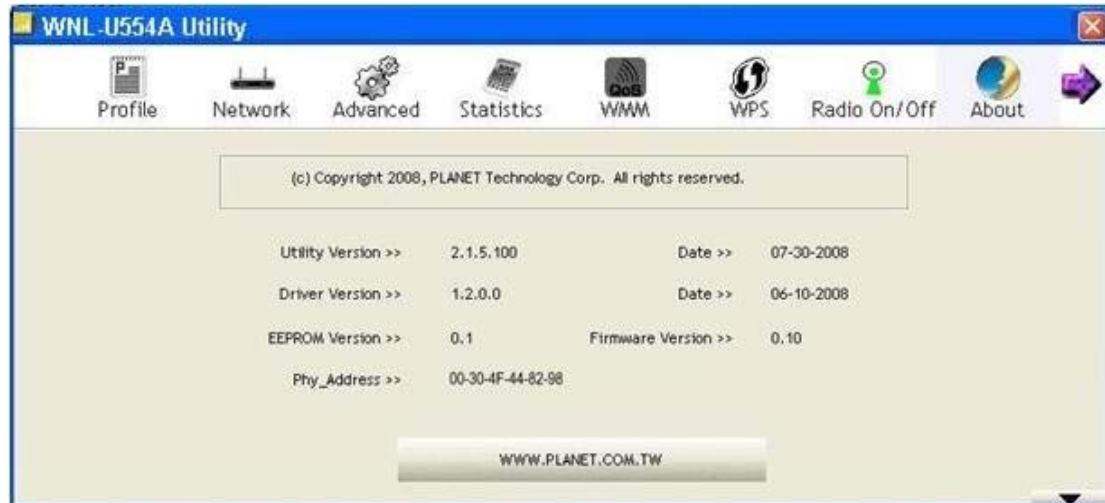 WNL-U554A Utility
Profile Network Advanced Statistics WMM WPS Radio On/Off About
QoS
(c) Copyright 2008, PLANET Technology Corp. All rights reserved.
Utility Version >> 2.1.5.100 Date >> 07-30-2008
Driver Version >> 1.2.0.0 Date >> 06-10-2008
EEPROM Version >> 0.1 Firmware Version >> 0.10
Phy_Address >> 00-30-4F-44-82-98
WWW.PLANET.COM.TW